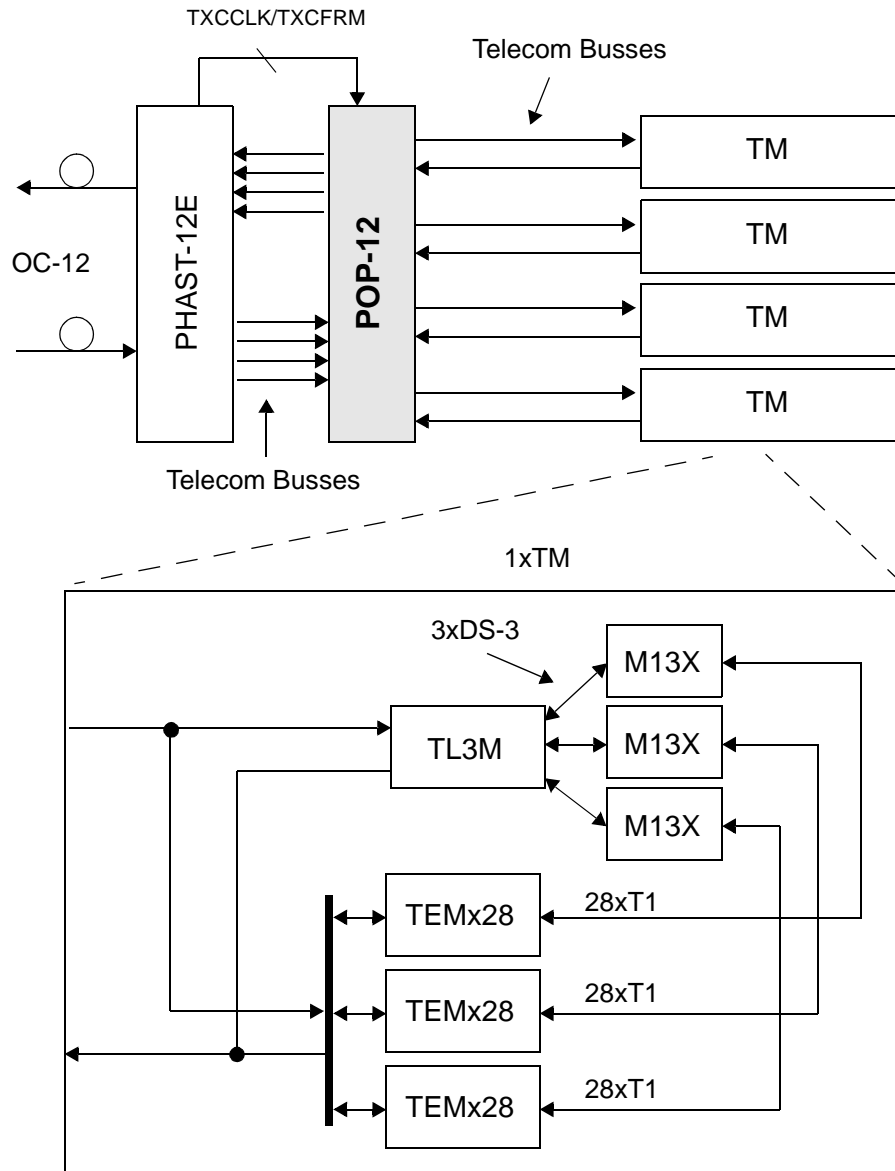 TXCCLK/TXCFRM
Telecom Busses
TM
PHAST-12E
POP-12
TM
OC-12
TM
TM
Telecom Busses
1xTM
3xDS-3
M13X
TL3M
M13X
M13X
TEMx28
28xT1
TEMx28
28xT1
TEMx28
28xT1